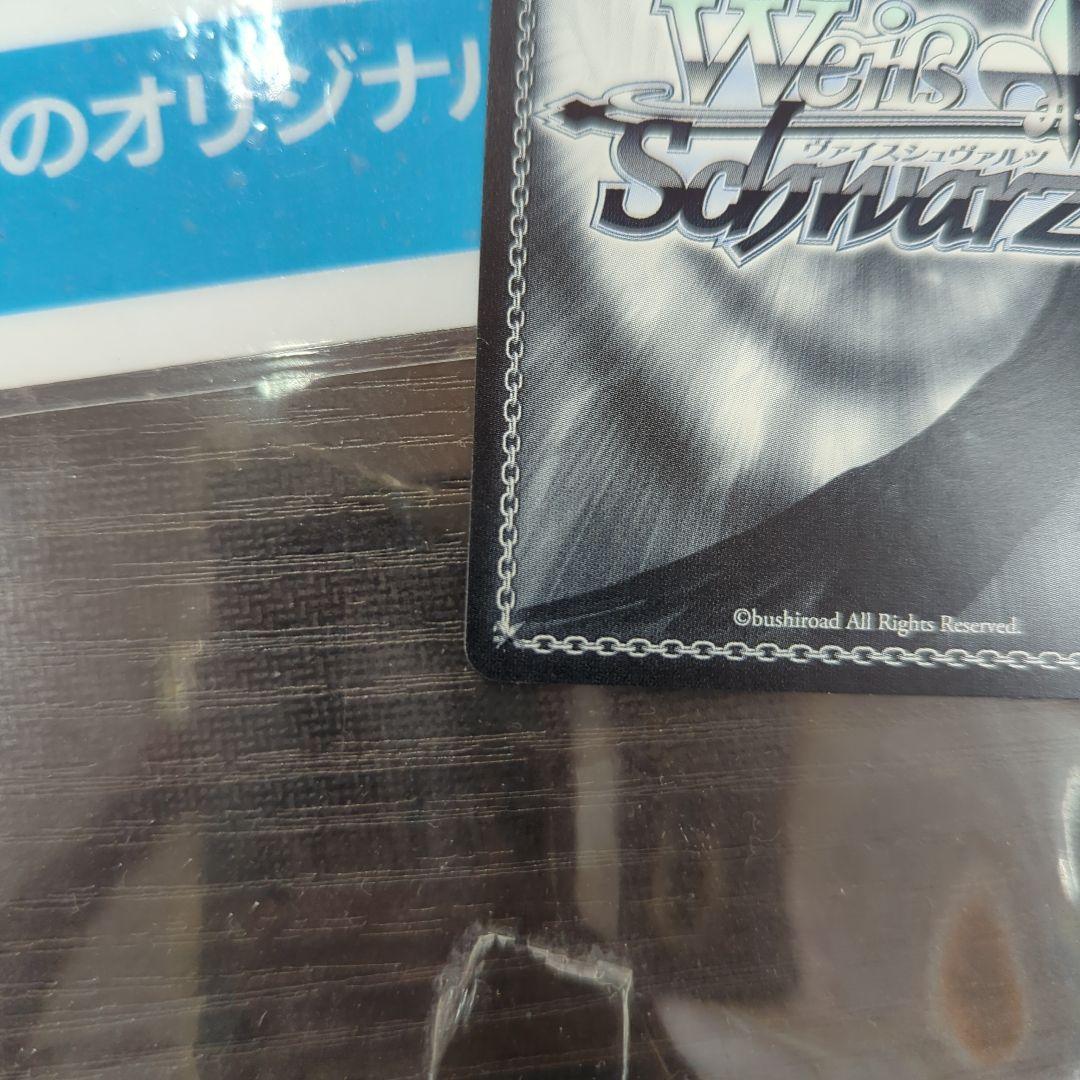 のオリジナル
Weiß
ヴァイスシュヴァルツ
Schwarz
©bushiroad All Rights Reserved.